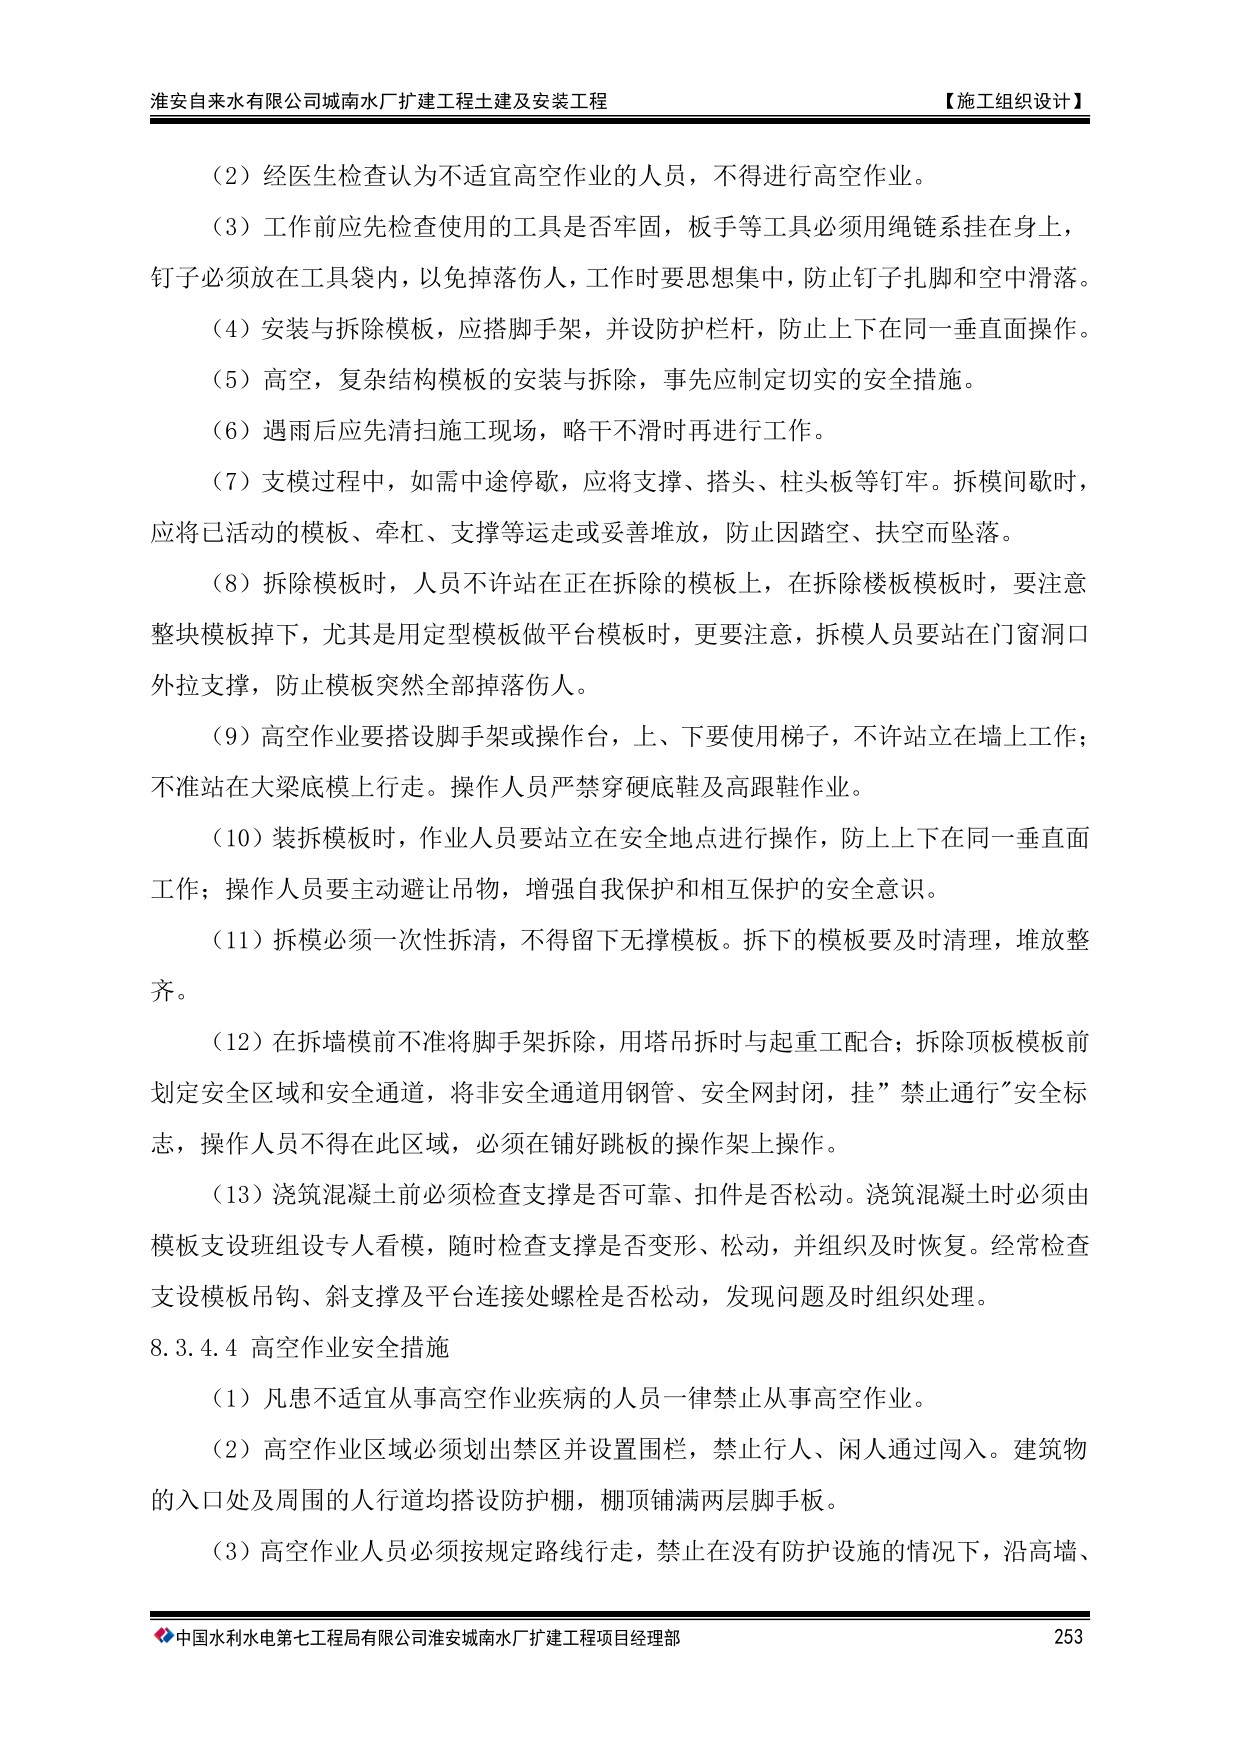 淮安自来水有限公司城南水厂扩建工程土建及安装工程 【施工组织设计】
（2）经医生检查认为不适宜高空作业的人员，不得进行高空作业。
（3）工作前应先检查使用的工具是否牢固，板手等工具必须用绳链系挂在身上，
钉子必须放在工具袋内，以免掉落伤人，工作时要思想集中，防止钉子扎脚和空中滑落。
（4）安装与拆除模板，应搭脚手架，并设防护栏杆，防止上下在同一垂直面操作。
（5）高空，复杂结构模板的安装与拆除，事先应制定切实的安全措施。
（6）遇雨后应先清扫施工现场，略干不滑时再进行工作。
（7）支模过程中，如需中途停歇，应将支撑、搭头、柱头板等钉牢。拆模间歇时，
应将已活动的模板、牵杠、支撑等运走或妥善堆放，防止因踏空、扶空而坠落。
（8）拆除模板时，人员不许站在正在拆除的模板上，在拆除楼板模板时，要注意
整块模板掉下，尤其是用定型模板做平台模板时，更要注意，拆模人员要站在门窗洞口
外拉支撑，防止模板突然全部掉落伤人。
（9）高空作业要搭设脚手架或操作台，上、下要使用梯子，不许站立在墙上工作；
不准站在大梁底模上行走。操作人员严禁穿硬底鞋及高跟鞋作业。
（10）装拆模板时，作业人员要站立在安全地点进行操作，防上上下在同一垂直面
工作；操作人员要主动避让吊物，增强自我保护和相互保护的安全意识。
（11）拆模必须一次性拆清，不得留下无撑模板。拆下的模板要及时清理，堆放整
齐。
（12）在拆墙模前不准将脚手架拆除，用塔吊拆时与起重工配合；拆除顶板模板前
划定安全区域和安全通道，将非安全通道用钢管、安全网封闭，挂”禁止通行"安全标
志，操作人员不得在此区域，必须在铺好跳板的操作架上操作。
（13）浇筑混凝土前必须检查支撑是否可靠、扣件是否松动。浇筑混凝土时必须由
模板支设班组设专人看模，随时检查支撑是否变形、松动，并组织及时恢复。经常检查
支设模板吊钩、斜支撑及平台连接处螺栓是否松动，发现问题及时组织处理。
8.3.4.4 高空作业安全措施
（1）凡患不适宜从事高空作业疾病的人员一律禁止从事高空作业。
（2）高空作业区域必须划出禁区并设置围栏，禁止行人、闲人通过闯入。建筑物
的入口处及周围的人行道均搭设防护棚，棚顶铺满两层脚手板。
（3）高空作业人员必须按规定路线行走，禁止在没有防护设施的情况下，沿高墙、
中国水利水电第七工程局有限公司淮安城南水厂扩建工程项目经理部 253